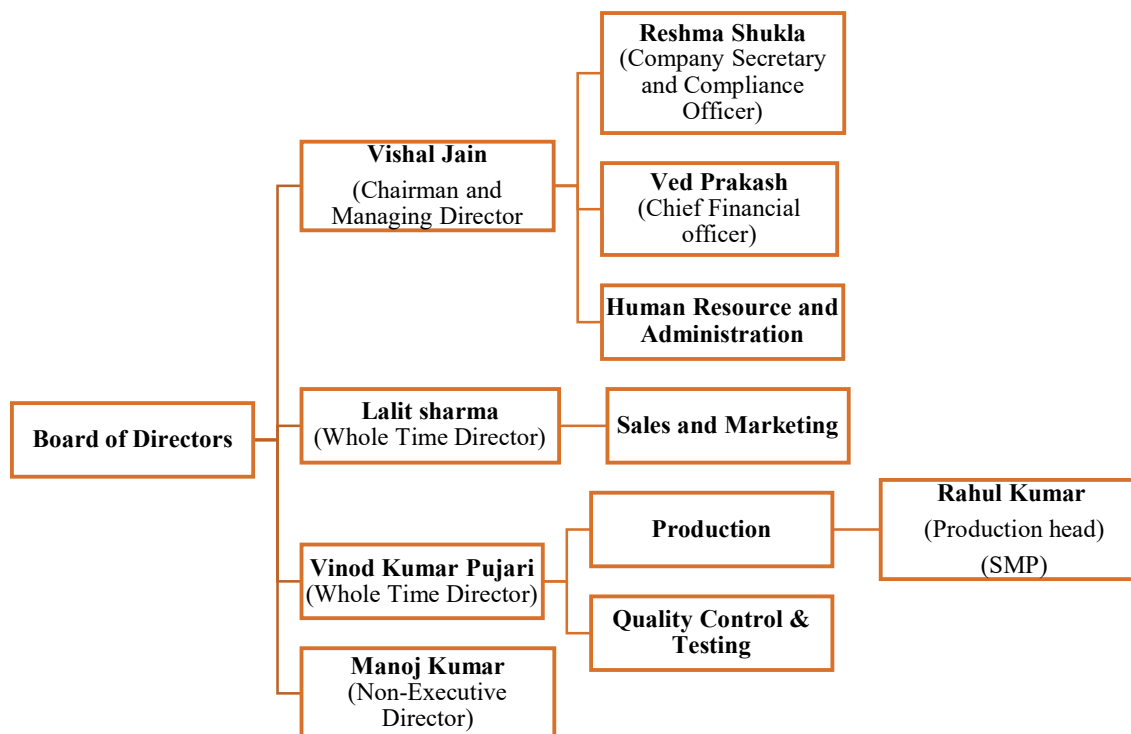 Reshma Shukla
(Company Secretary
and Compliance
Officer)
Vishal Jain
(Chairman and
Managing Director
Ved Prakash
(Chief Financial
officer)
Human Resource and
Administration
Board of Directors
Lalit sharma
(Whole Time Director)
Sales and Marketing
Vinod Kumar Pujari
(Whole Time Director)
Production
Rahul Kumar
(Production head)
(SMP)
Quality Control &
Testing
Manoj Kumar
(Non-Executive
Director)